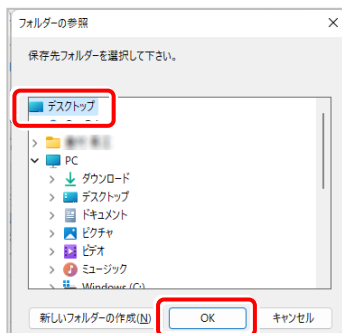 フォルダーの参照
保存先フォルダーを選択して下さい。
デスクトップ
PC
ダウンロード
デスクトップ
ドキュメント
ピクチャ
ビデオ
ミュージック
Windows (C:)
新しいフォルダーの作成(N)
OK
キャンセル